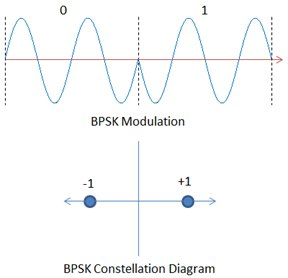 0 1
BPSK Modulation
-1 +1
BPSK Constellation Diagram